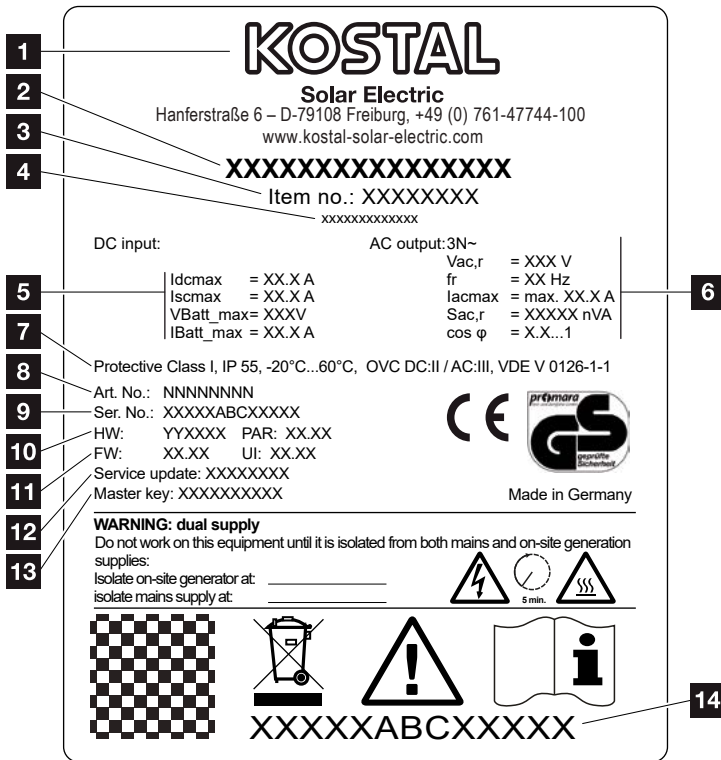 KOSTAL
Solar Electric
Hanferstraße 6 – D-79108 Freiburg, +49 (0) 761-47744-100
www.kostal-solar-electric.com
XXXXXXXXXXXXXXXX
Item no.: XXXXXXXX
xxxxxxxxxxxxx
DC input:
Idcmax = XX.X A
Iscmax = XX.X A
VBatt_max= XXXV
IBatt_max = XX.X A
AC output: 3N~
Vac,r = XXX V
fr = XX Hz
Iacmax = max. XX.X A
Sac,r = XXXXX nVA
cos φ = X.X...1
Protective Class I, IP 55, -20°C...60°C, OVC DC:II / AC:III, VDE V 0126-1-1
Art. No.: NNNNNNNN
Ser. No.: XXXXXABCXXXXX
HW: YYXXXX PAR: XX.XX
FW: XX.XX UI: XX.XX
Service update: XXXXXXXX
Master key: XXXXXXXXXX
CE
promara
GS
geprüfte
Sicherheit
Made in Germany
WARNING: dual supply
Do not work on this equipment until it is isolated from both mains and on-site generation
supplies:
Isolate on-site generator at:
isolate mains supply at:
5 min.
XXXXXABCXXXXX
1
2
3
4
5
6
7
8
9
10
11
12
13
14